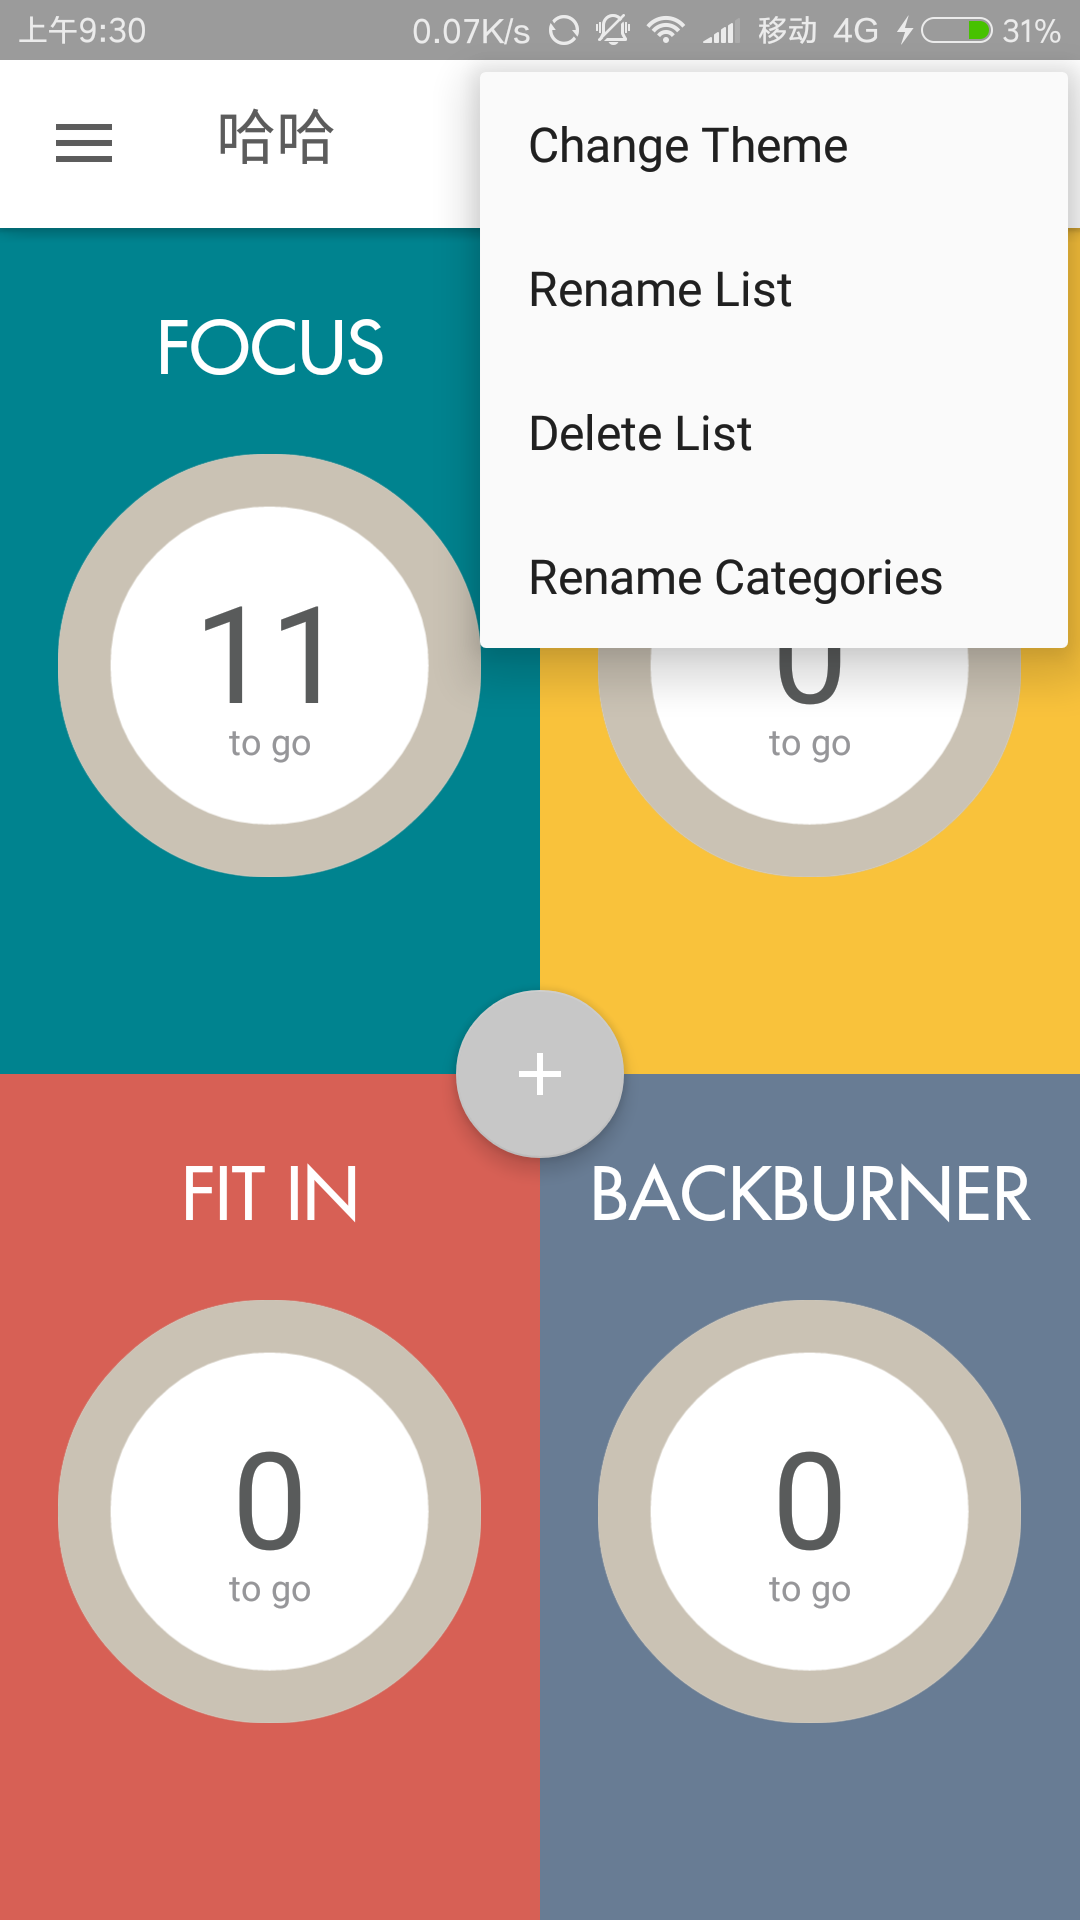 上午9:30 0.07K/s 移动 4G 31%
哈哈
Change Theme
Rename List
Delete List
Rename Categories
FOCUS
11
to go
0
to go
FIT IN
0
to go
BACKBURNER
0
to go